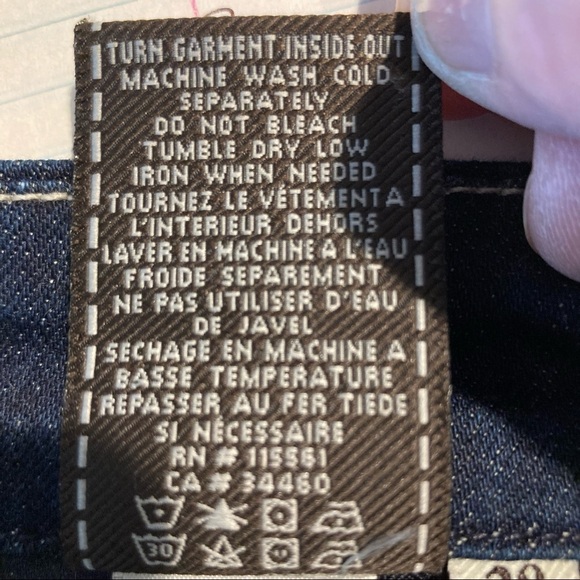 TURN GARMENT INSIDE OUT
MACHINE WASH COLD
SEPARATELY
DO NOT BLEACH
TUMBLE DRY LOW
IRON WHEN NEEDED
TOURNEZ LE VÉTEMENT A
L'INTERIEUR DEHORS
LAVER EN MACHINE A L'EAU
FROIDE SEPAREMENT
NE PAS UTILISER D'EAU
DE JAVEL
SECHAGE EN MACHINE A
BASSE TEMPERATURE
REPASSER AU FER TIEDE
SI NÉCESSAIRE
RN # 115561
CA # 34460
30